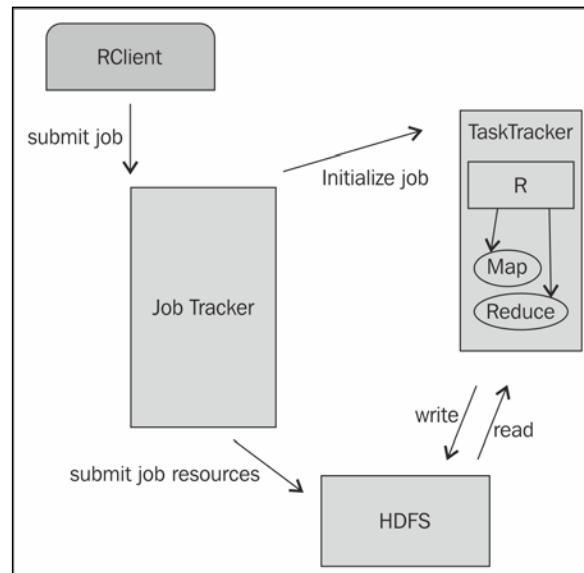 RClient
submit job
TaskTracker
Initialize job
R
Job Tracker
Map
Reduce
write
read
submit job resources
HDFS